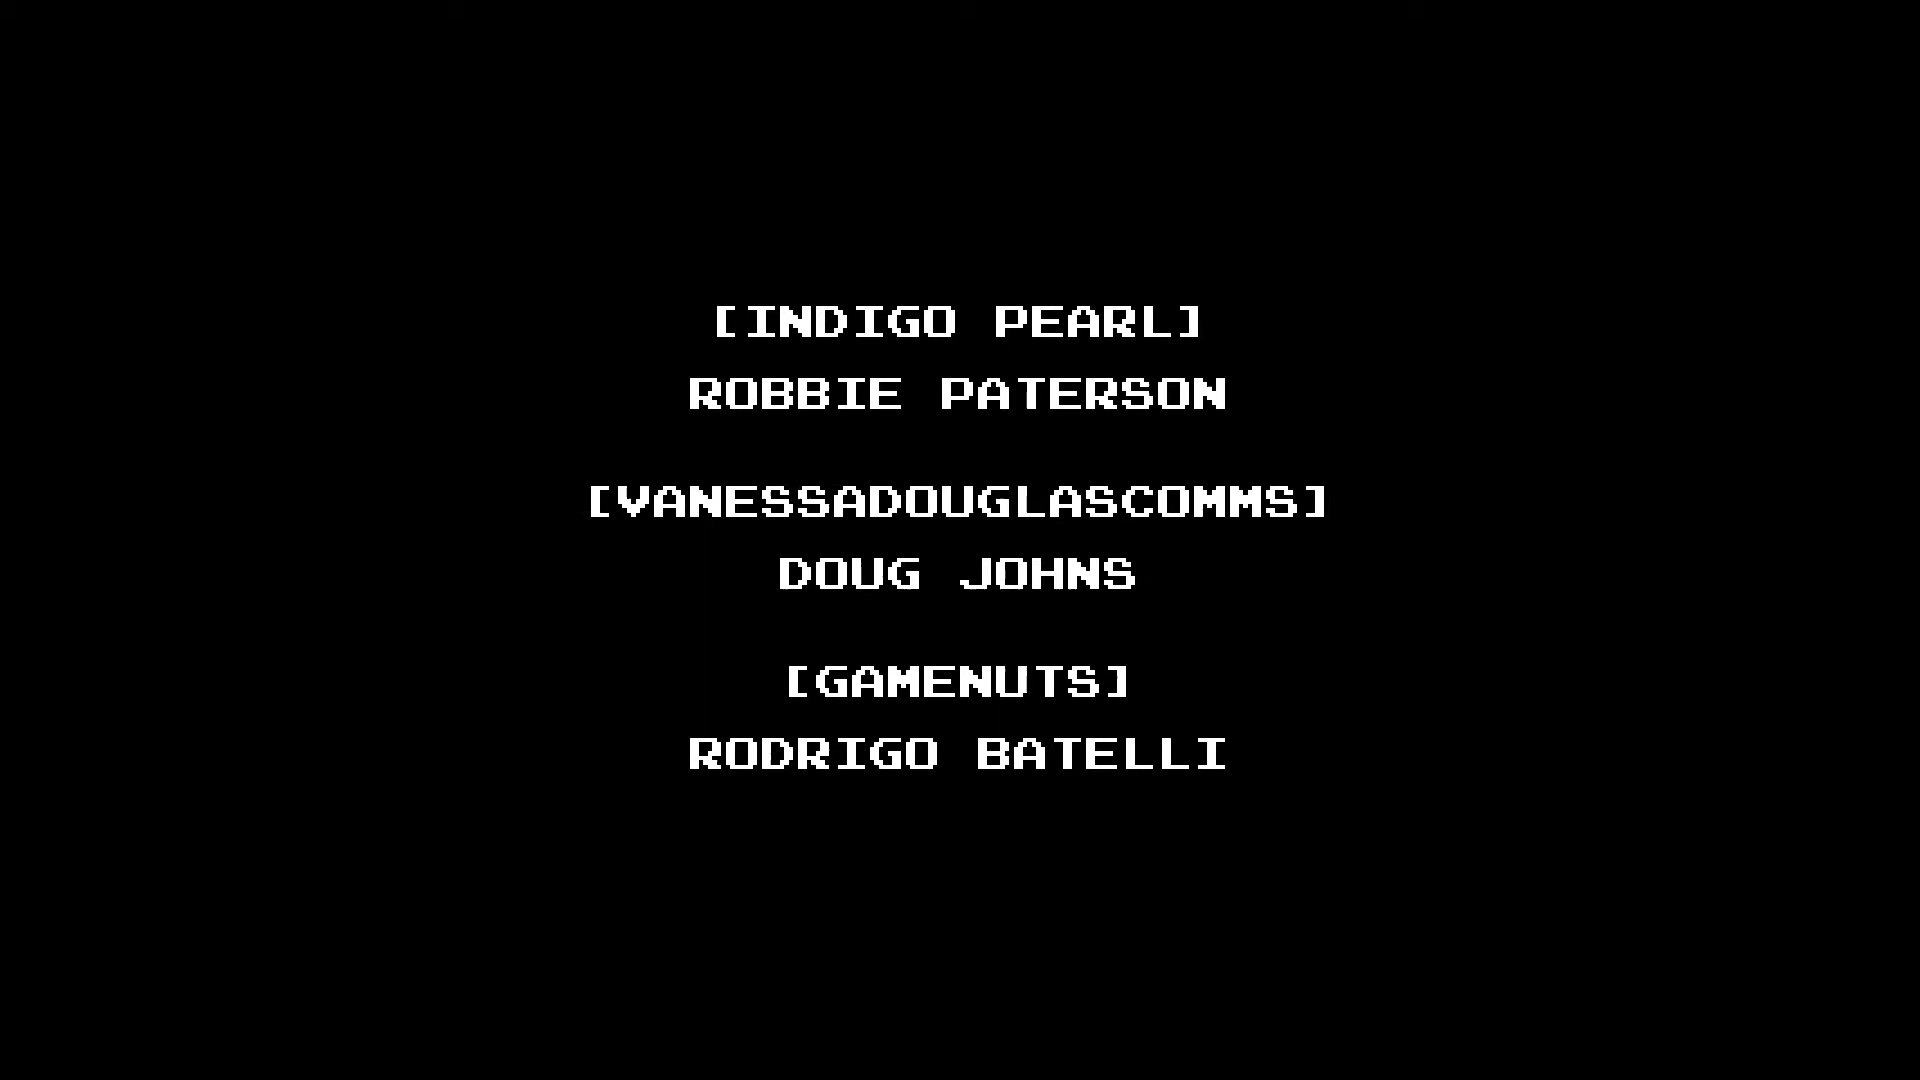 [INDIGO PEARL]
ROBBIE PATERSON
[VANESSADOUGLASCOMMS]
DOUG JOHNS
[GAMENUTS]
RODRIGO BATELLI